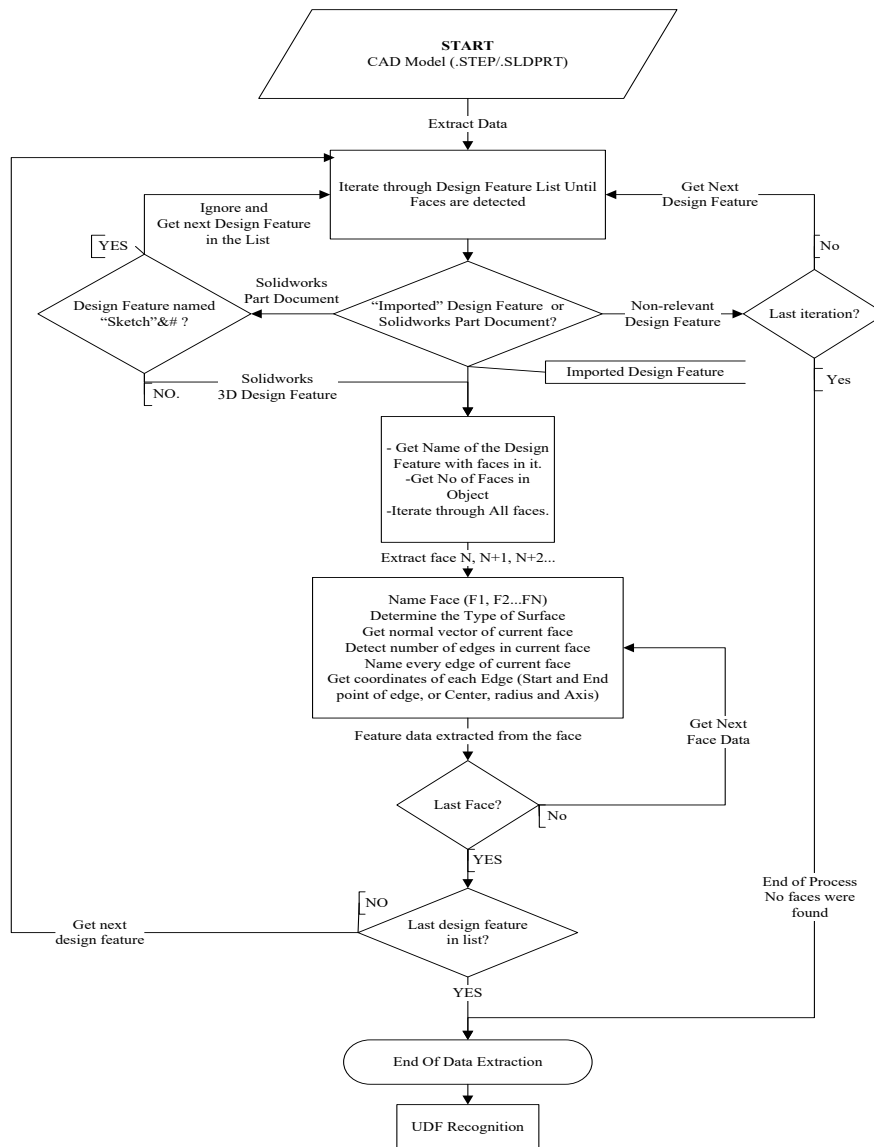 START
CAD Model (.STEP/.SLDPRT)
Extract Data
Iterate through Design Feature List Until
Faces are detected
Get Next
Design Feature
Ignore and
Get next Design Feature
in the List
YES
No
Design Feature named
“Sketch”&# ?
Solidworks
Part Document
“Imported” Design Feature or
Solidworks Part Document?
Non-relevant
Design Feature
Last iteration?
Imported Design Feature
Yes
NO.
Solidworks
3D Design Feature
- Get Name of the Design
Feature with faces in it.
-Get No of Faces in
Object
-Iterate through All faces.
Extract face N, N+1, N+2...
Name Face (F1, F2...FN)
Determine the Type of Surface
Get normal vector of current face
Detect number of edges in current face
Name every edge of current face
Get coordinates of each Edge (Start and End
point of edge, or Center, radius and Axis)
Get Next
Face Data
Feature data extracted from the face
Last Face?
No
YES
End of Process
No faces were
found
NO
Get next
design feature
Last design feature
in list?
YES
End Of Data Extraction
UDF Recognition